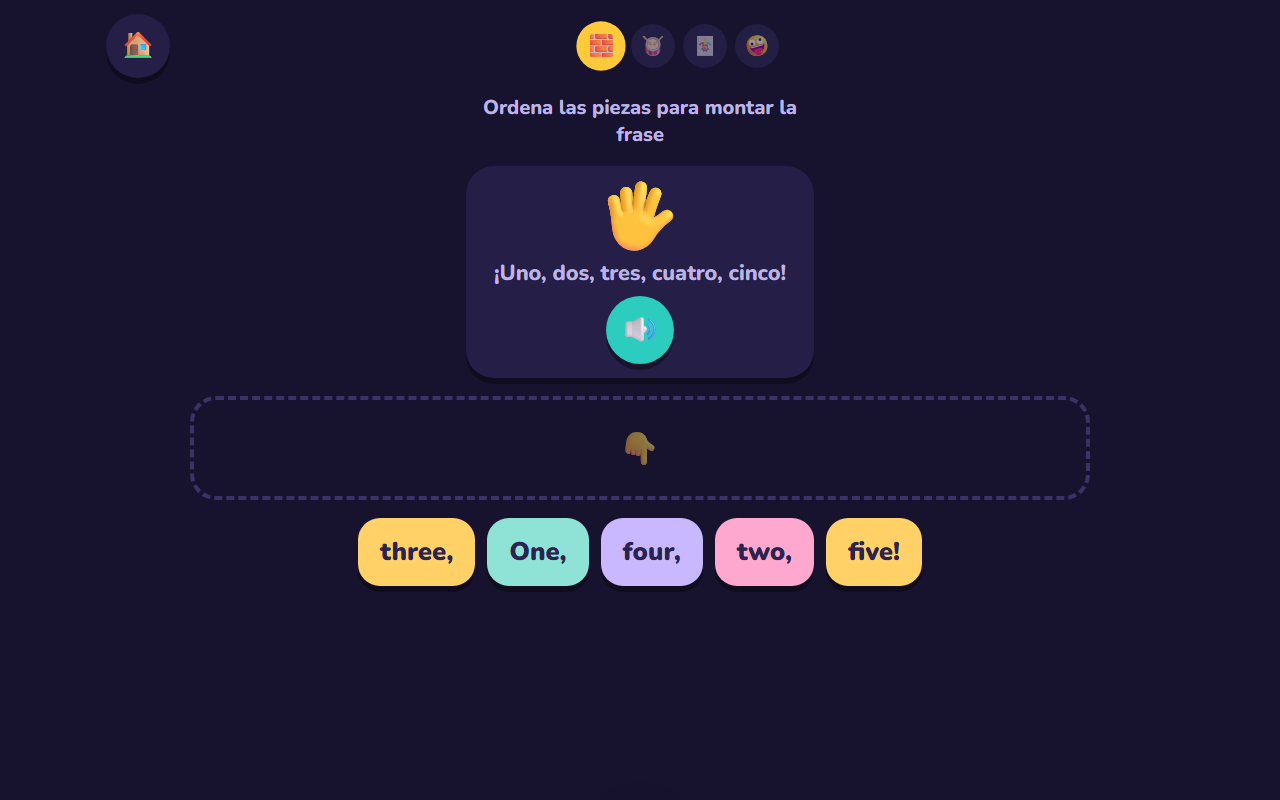 Ordena las piezas para montar la
frase
¡Uno, dos, tres, cuatro, cinco!
three, One, four, two, five!